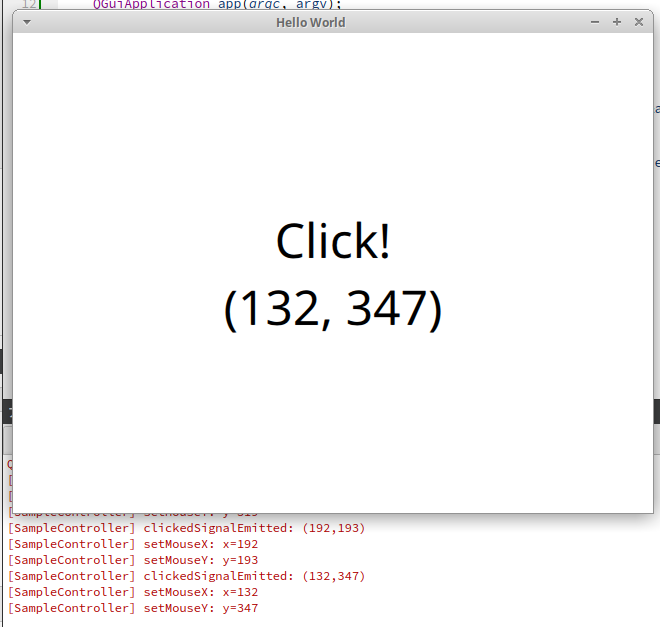 12 QGuiApplication app(argc, argv);
Hello World
Click!
(132, 347)
[SampleController] setMouseY: y=319
[SampleController] clickedSignalEmitted: (192,193)
[SampleController] setMouseX: x=192
[SampleController] setMouseY: y=193
[SampleController] clickedSignalEmitted: (132,347)
[SampleController] setMouseX: x=132
[SampleController] setMouseY: y=347